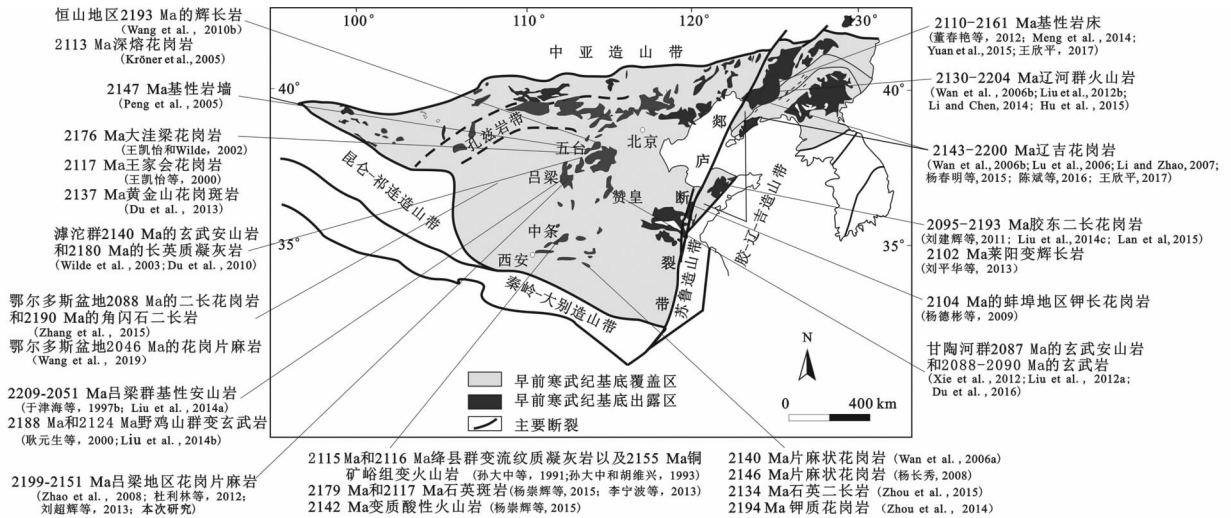 100°
110°
120°
130°
40°
35°
40°
35°
恒山地区2193 Ma的辉长岩
(Wang et al., 2010b)
2113 Ma深熔花岗岩
(Kröner et al., 2005)
2147 Ma基性岩墙
(Peng et al., 2005)
2176 Ma大洼梁花岗岩
(王凯怡和Wilde, 2002)
2117 Ma王家会花岗岩
(王凯怡等, 2000)
2137 Ma黄金山花岗斑岩
(Du et al., 2013)
滹沱群2140 Ma的玄武安山岩
和2180 Ma的长英质凝灰岩
(Wilde et al., 2003; Du et al., 2010)
鄂尔多斯盆地2088 Ma的二长花岗岩
和2190 Ma的角闪石二长岩
(Zhang et al., 2015)
鄂尔多斯盆地2046 Ma的花岗片麻岩
(Wang et al., 2019)
2209-2051 Ma吕梁群基性安山岩
(于津海等, 1997b; Liu et al., 2014a)
2188 Ma和2124 Ma野鸡山群变玄武岩
(耿元生等, 2000; Liu et al., 2014b)
2199-2151 Ma吕梁地区花岗片麻岩
(Zhao et al., 2008; 杜利林等, 2012;
刘超辉等, 2013; 本次研究)
中亚造山带
孔兹岩带
昆仑-祁连造山带
秦岭-大别造山带
北京
五台
吕梁
赞皇
中条
西安
郯庐断裂带
苏鲁造山带
胶-辽-吉造山带
N
0 400 km
早前寒武纪基底覆盖区
早前寒武纪基底出露区
主要断裂
2110-2161 Ma基性岩床
(董春艳等, 2012; Meng et al., 2014;
Yuan et al., 2015; 王欣平, 2017)
2130-2204 Ma辽河群火山岩
(Wan et al., 2006b; Liu et al., 2012b;
Li and Chen, 2014; Hu et al., 2015)
2143-2200 Ma辽吉花岗岩
(Wan et al., 2006b; Lu et al., 2006; Li and Zhao, 2007;
杨春明等, 2015; 陈斌等, 2016; 王欣平, 2017)
2095-2193 Ma胶东二长花岗岩
(刘建辉等, 2011; Liu et al., 2014c; Lan et al, 2015)
2102 Ma莱阳变辉长岩
(刘平华等, 2013)
2104 Ma的蚌埠地区钾长花岗岩
(杨德彬等, 2009)
甘陶河群2087 Ma的玄武安山岩
和2088-2090 Ma的玄武岩
(Xie et al., 2012; Liu et al., 2012a;
Du et al., 2016)
2115 Ma和2116 Ma绛县群变流纹质凝灰岩以及2155 Ma铜
矿峪组变火山岩 (孙大中等, 1991; 孙大中和胡维兴, 1993)
2179 Ma和2117 Ma石英斑岩(杨崇辉等, 2015; 李宁波等, 2013)
2142 Ma变质酸性火山岩 (杨崇辉等, 2015)
2140 Ma片麻状花岗岩 (Wan et al., 2006a)
2146 Ma片麻状花岗岩 (杨长秀, 2008)
2134 Ma石英二长岩 (Zhou et al., 2015)
2194 Ma钾质花岗岩 (Zhou et al., 2014)